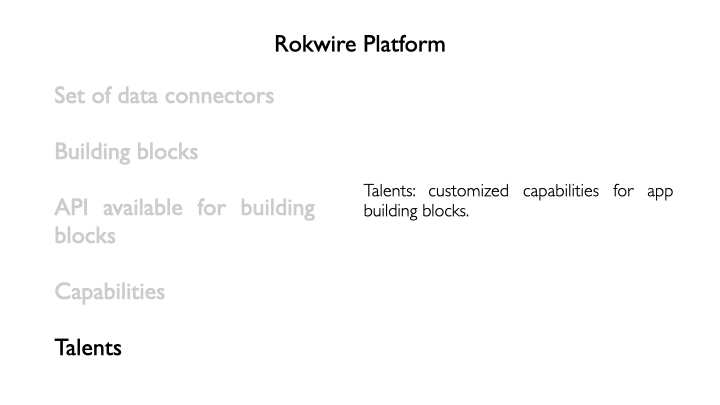 Rokwire Platform
Set of data connectors
Building blocks
API available for building
blocks
Capabilities
Talents
Talents: customized capabilities for app
building blocks.